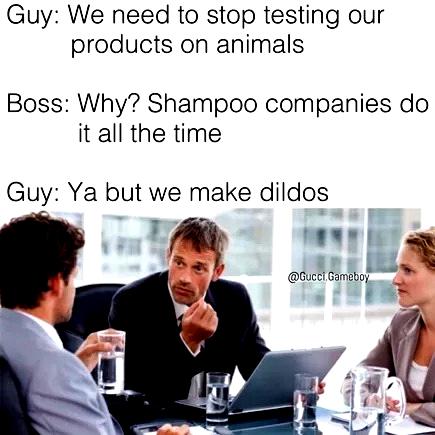 Guy: We need to stop testing our
products on animals
Boss: Why? Shampoo companies do
it all the time
Guy: Ya but we make dildos
@Gucci.Gameboy